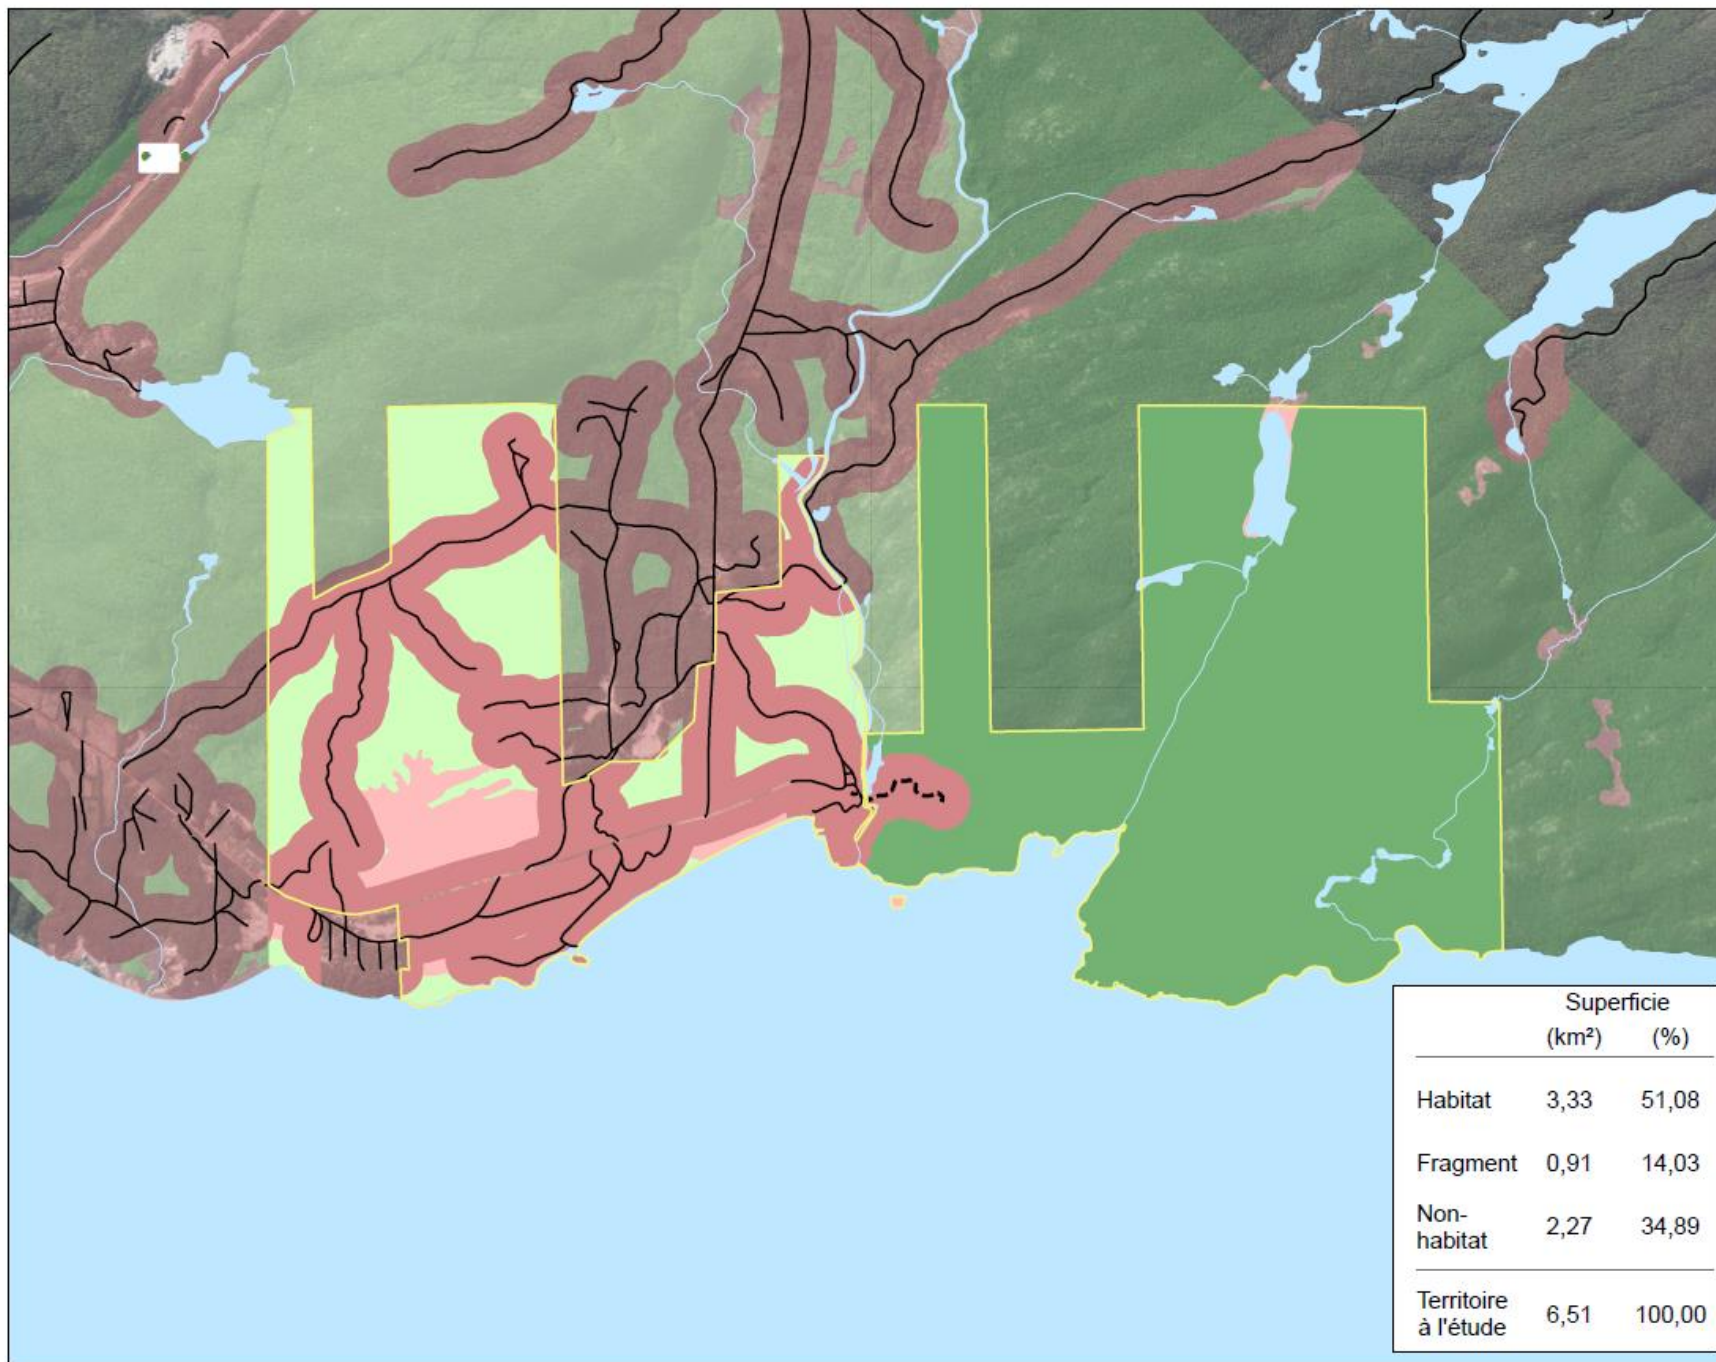 Superficie
(km²) (%)
Habitat 3,33 51,08
Fragment 0,91 14,03
Non-
habitat 2,27 34,89
Territoire
à l'étude 6,51 100,00